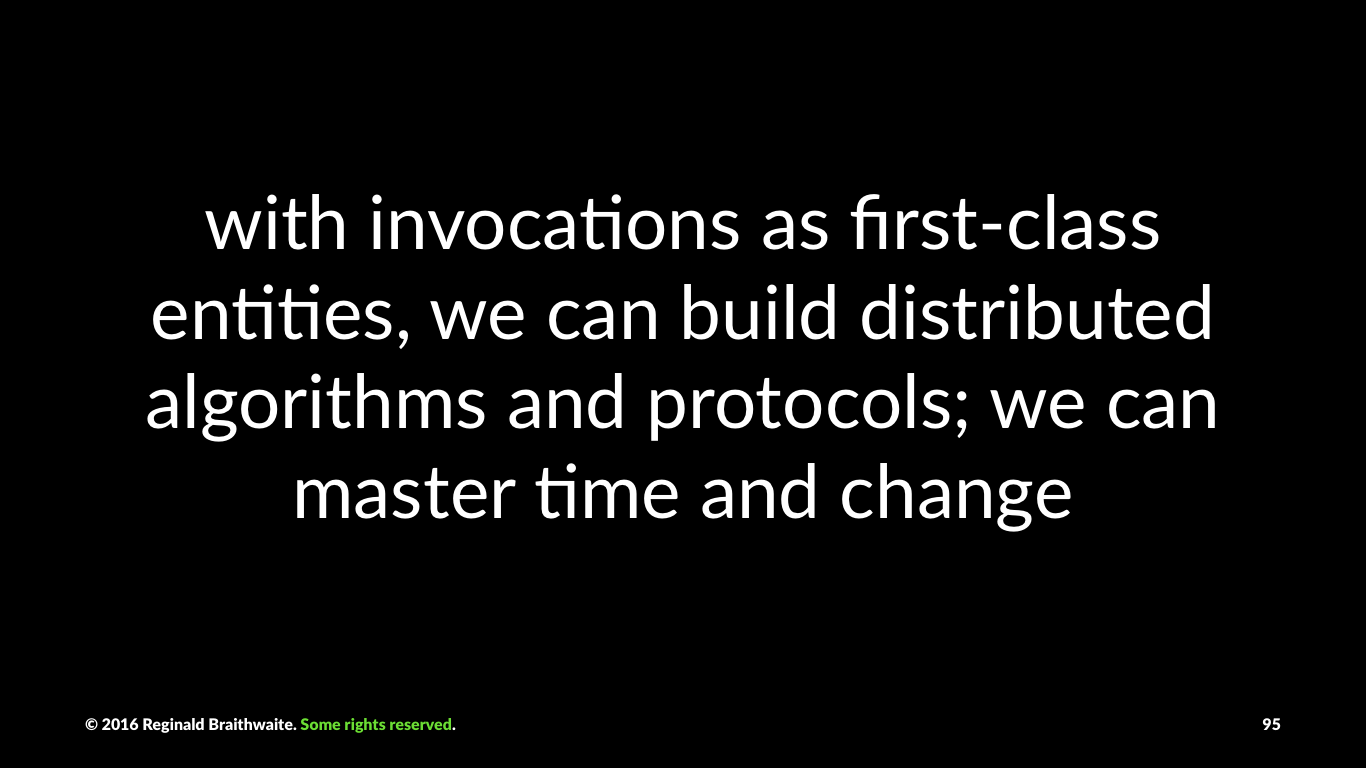 with invocations as first-class
entities, we can build distributed
algorithms and protocols; we can
master time and change
© 2016 Reginald Braithwaite. Some rights reserved.
95